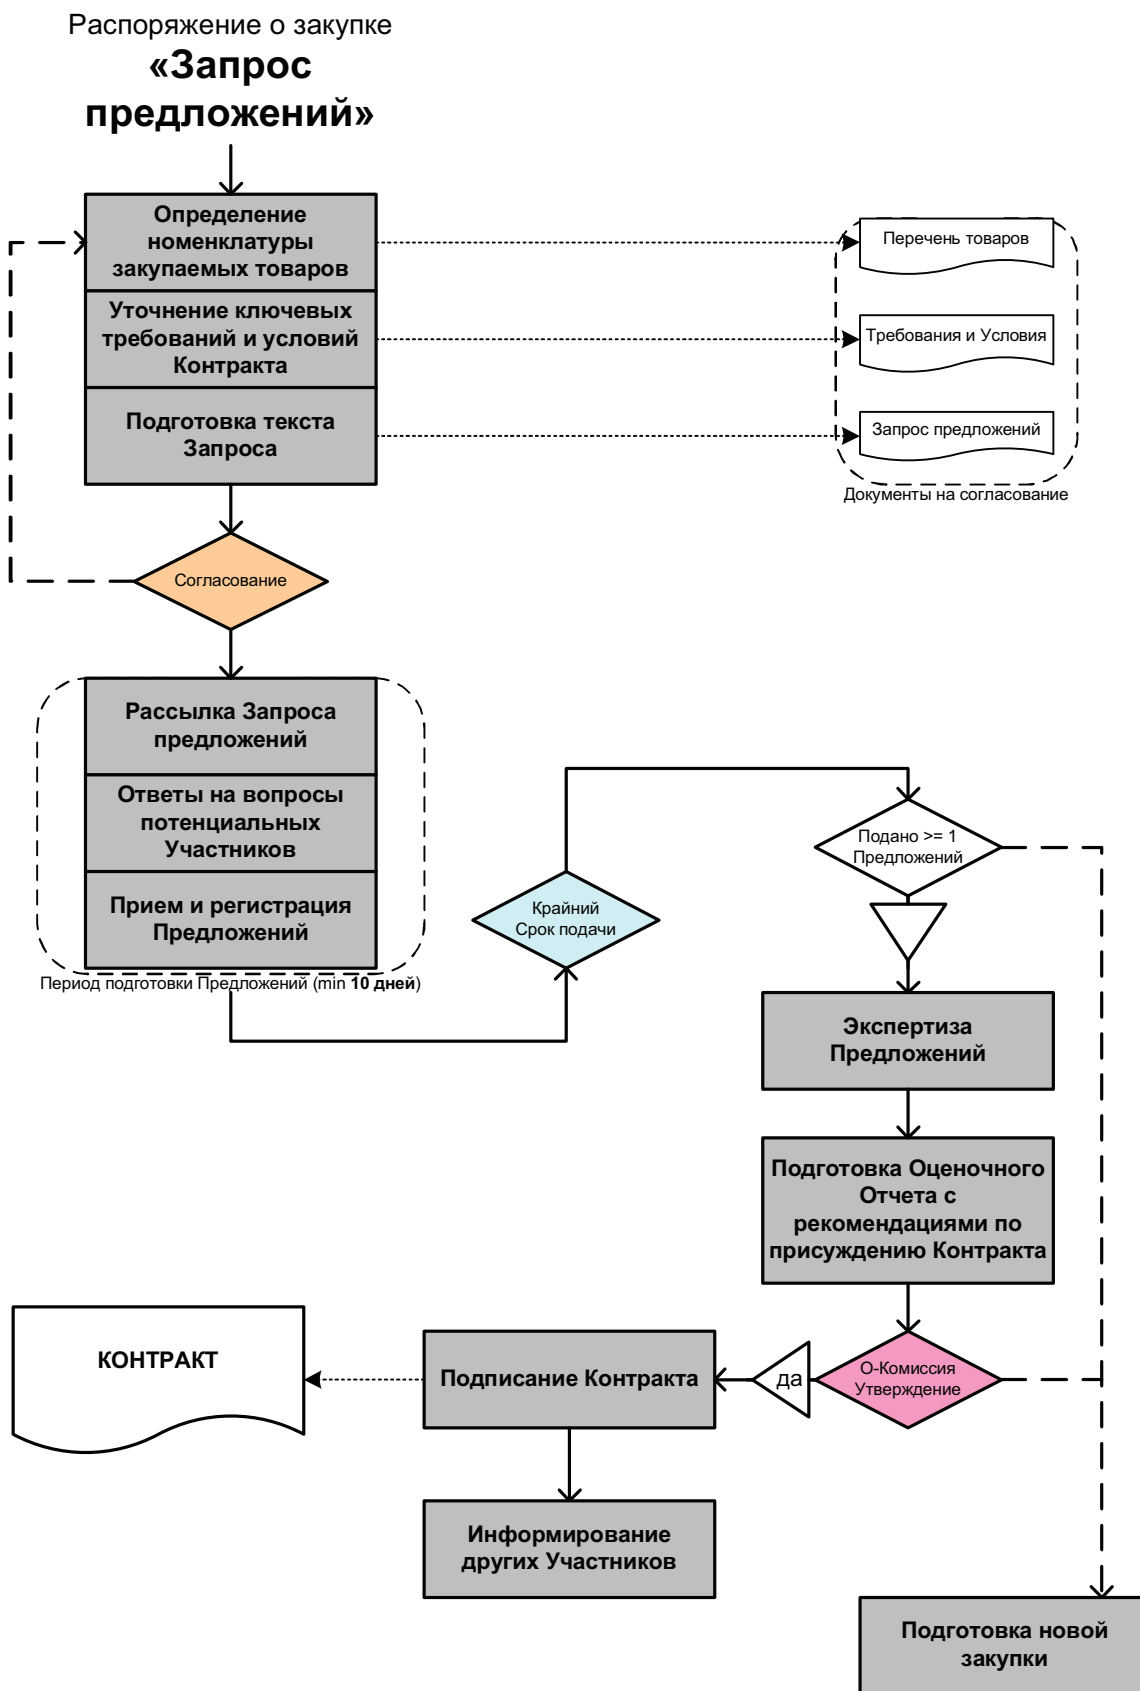 Распоряжение о закупке
«Запрос
предложений»
Определение
номенклатуры
закупаемых товаров
Перечень товаров
Уточнение ключевых
требований и условий
Контракта
Требования и Условия
Подготовка текста
Запроса
Запрос предложений
Документы на согласование
Согласование
Рассылка Запроса
предложений
Ответы на вопросы
потенциальных
Участников
Прием и регистрация
Предложений
Период подготовки Предложений (min 10 дней)
Крайний
Срок подачи
Подано >= 1
Предложений
Экспертиза
Предложений
Подготовка Оценочного
Отчета с
рекомендациями по
присуждению Контракта
О-Комиссия
Утверждение
да
Подписание Контракта
КОНТРАКТ
Информирование
других Участников
Подготовка новой
закупки